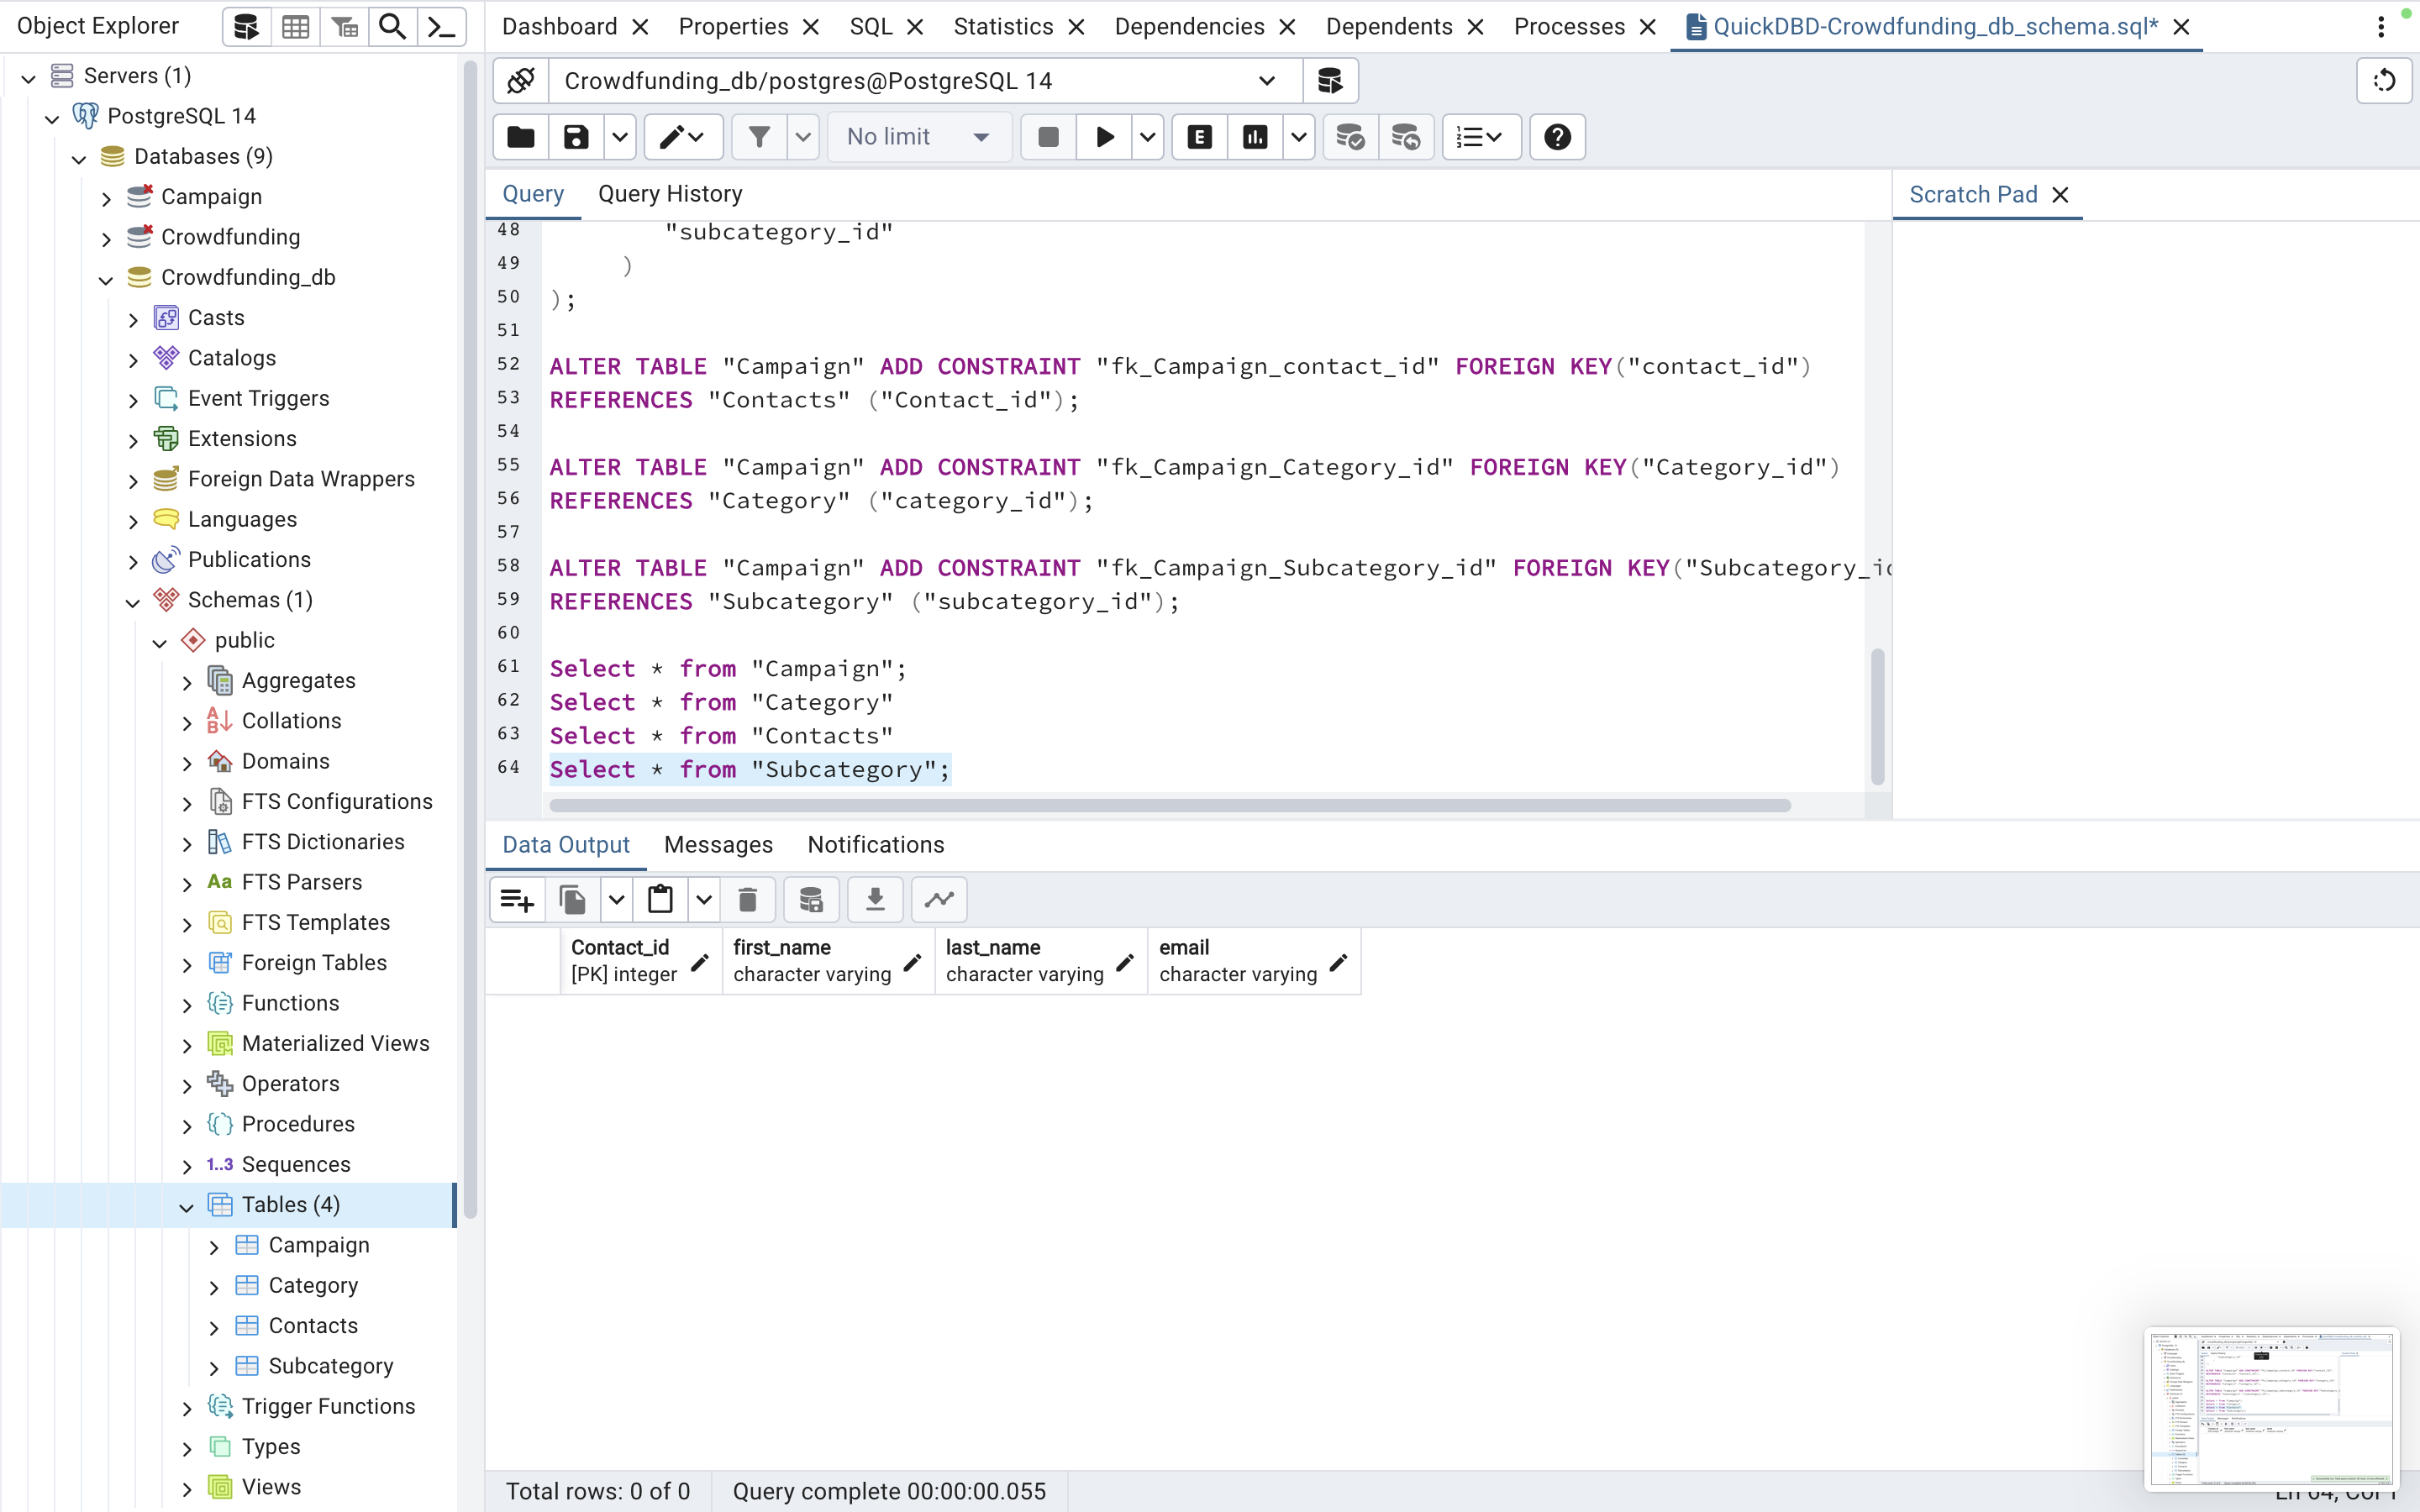 Object Explorer
Dashboard
Properties
SQL
Statistics
Dependencies
Dependents
Processes
QuickDBD-Crowdfunding_db_schema.sql*
Servers (1)
PostgreSQL 14
Databases (9)
Campaign
Crowdfunding
Crowdfunding_db
Casts
Catalogs
Event Triggers
Extensions
Foreign Data Wrappers
Languages
Publications
Schemas (1)
public
Aggregates
Collations
Domains
FTS Configurations
FTS Dictionaries
Aa FTS Parsers
FTS Templates
Foreign Tables
Functions
Materialized Views
Operators
Procedures
1..3 Sequences
Tables (4)
Campaign
Category
Contacts
Subcategory
Trigger Functions
Types
Views
Crowdfunding_db/postgres@PostgreSQL 14
No limit
E
Query
Query History
Scratch Pad
48 "subcategory_id"
49 )
50 );
51
52 ALTER TABLE "Campaign" ADD CONSTRAINT "fk_Campaign_contact_id" FOREIGN KEY("contact_id")
53 REFERENCES "Contacts" ("Contact_id");
54
55 ALTER TABLE "Campaign" ADD CONSTRAINT "fk_Campaign_Category_id" FOREIGN KEY("Category_id")
56 REFERENCES "Category" ("category_id");
57
58 ALTER TABLE "Campaign" ADD CONSTRAINT "fk_Campaign_Subcategory_id" FOREIGN KEY("Subcategory_i
59 REFERENCES "Subcategory" ("subcategory_id");
60
61 Select * from "Campaign";
62 Select * from "Category"
63 Select * from "Contacts"
64 Select * from "Subcategory";
Data Output
Messages
Notifications
Contact_id
[PK] integer
first_name
character varying
last_name
character varying
email
character varying
Total rows: 0 of 0
Query complete 00:00:00.055